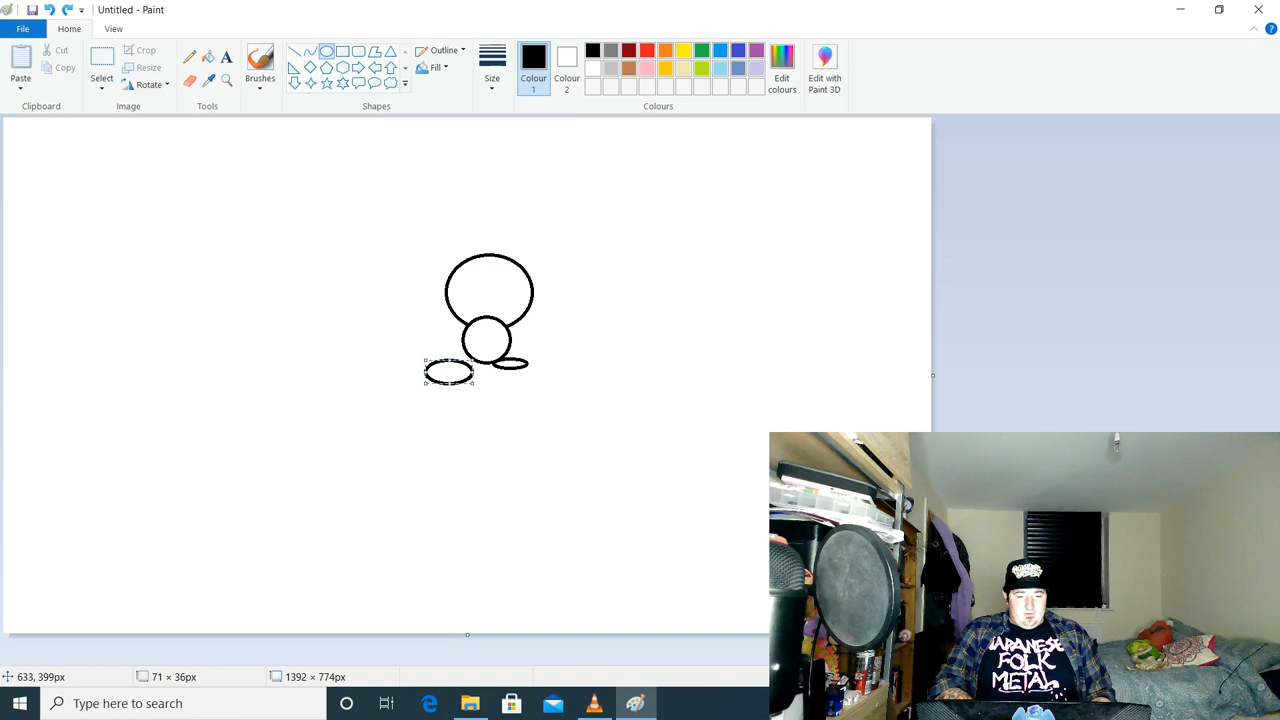 Untitled - Paint
File
Home
View
Paste
Cut
Copy
Clipboard
Select
Crop
Resize
Rotate
Image
A
Tools
Brushes
Outline
Fill
Shapes
Size
Colour
1
Colour
2
Colours
Edit
colours
Edit with
Paint 3D
JAPANESE
FOLK
METAL
633, 399px
71 × 36px
1392 × 774px
Type here to search